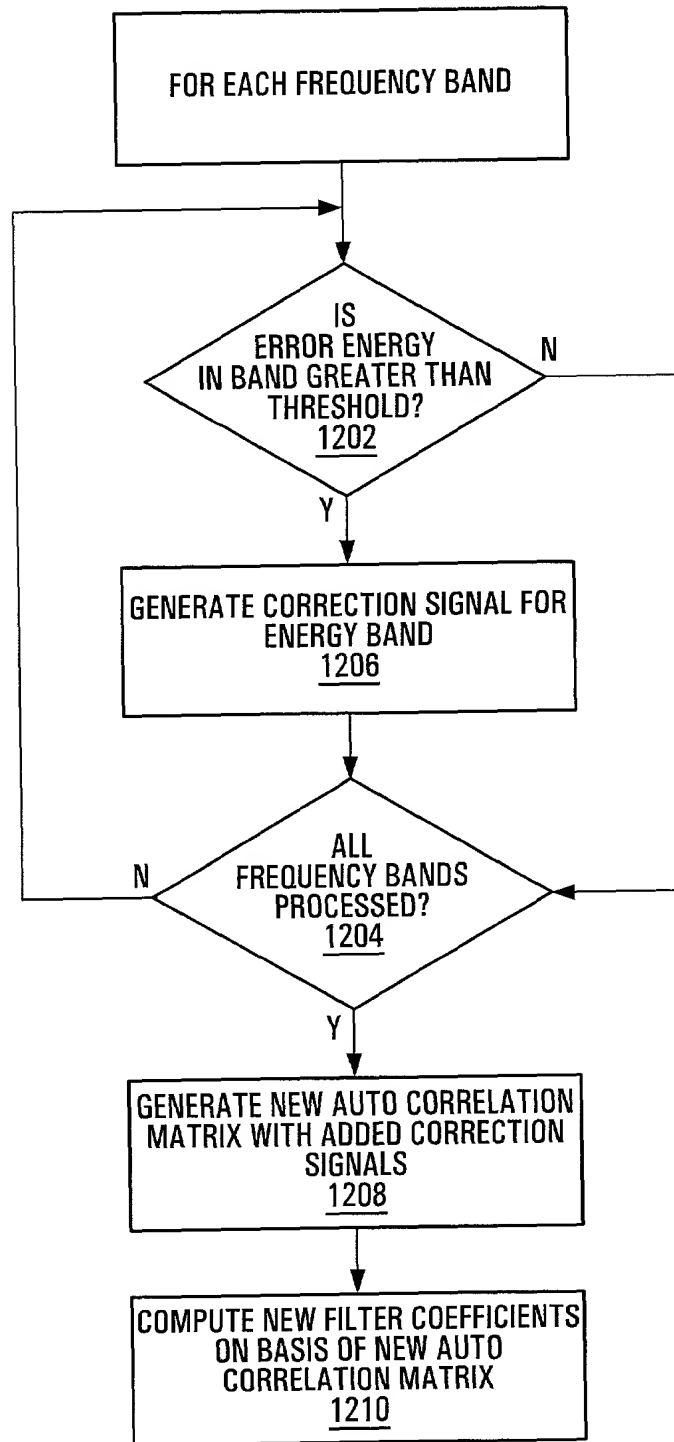 FOR EACH FREQUENCY BAND
IS
ERROR ENERGY
IN BAND GREATER THAN
THRESHOLD?
1202
N
Y
GENERATE CORRECTION SIGNAL FOR
ENERGY BAND
1206
ALL
FREQUENCY BANDS
PROCESSED?
1204
N
Y
GENERATE NEW AUTO CORRELATION
MATRIX WITH ADDED CORRECTION
SIGNALS
1208
COMPUTE NEW FILTER COEFFICIENTS
ON BASIS OF NEW AUTO
CORRELATION MATRIX
1210